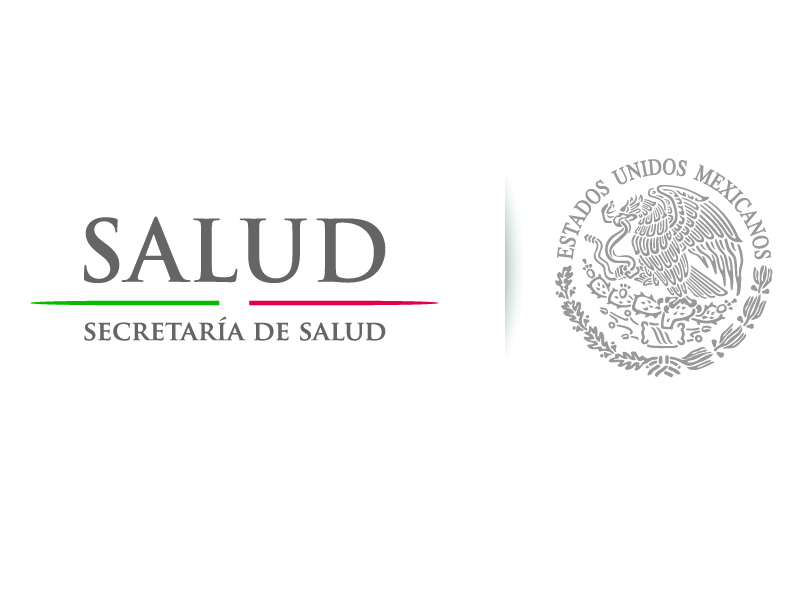 SALUD
SECRETARÍA DE SALUD
ESTADOS UNIDOS MEXICANOS